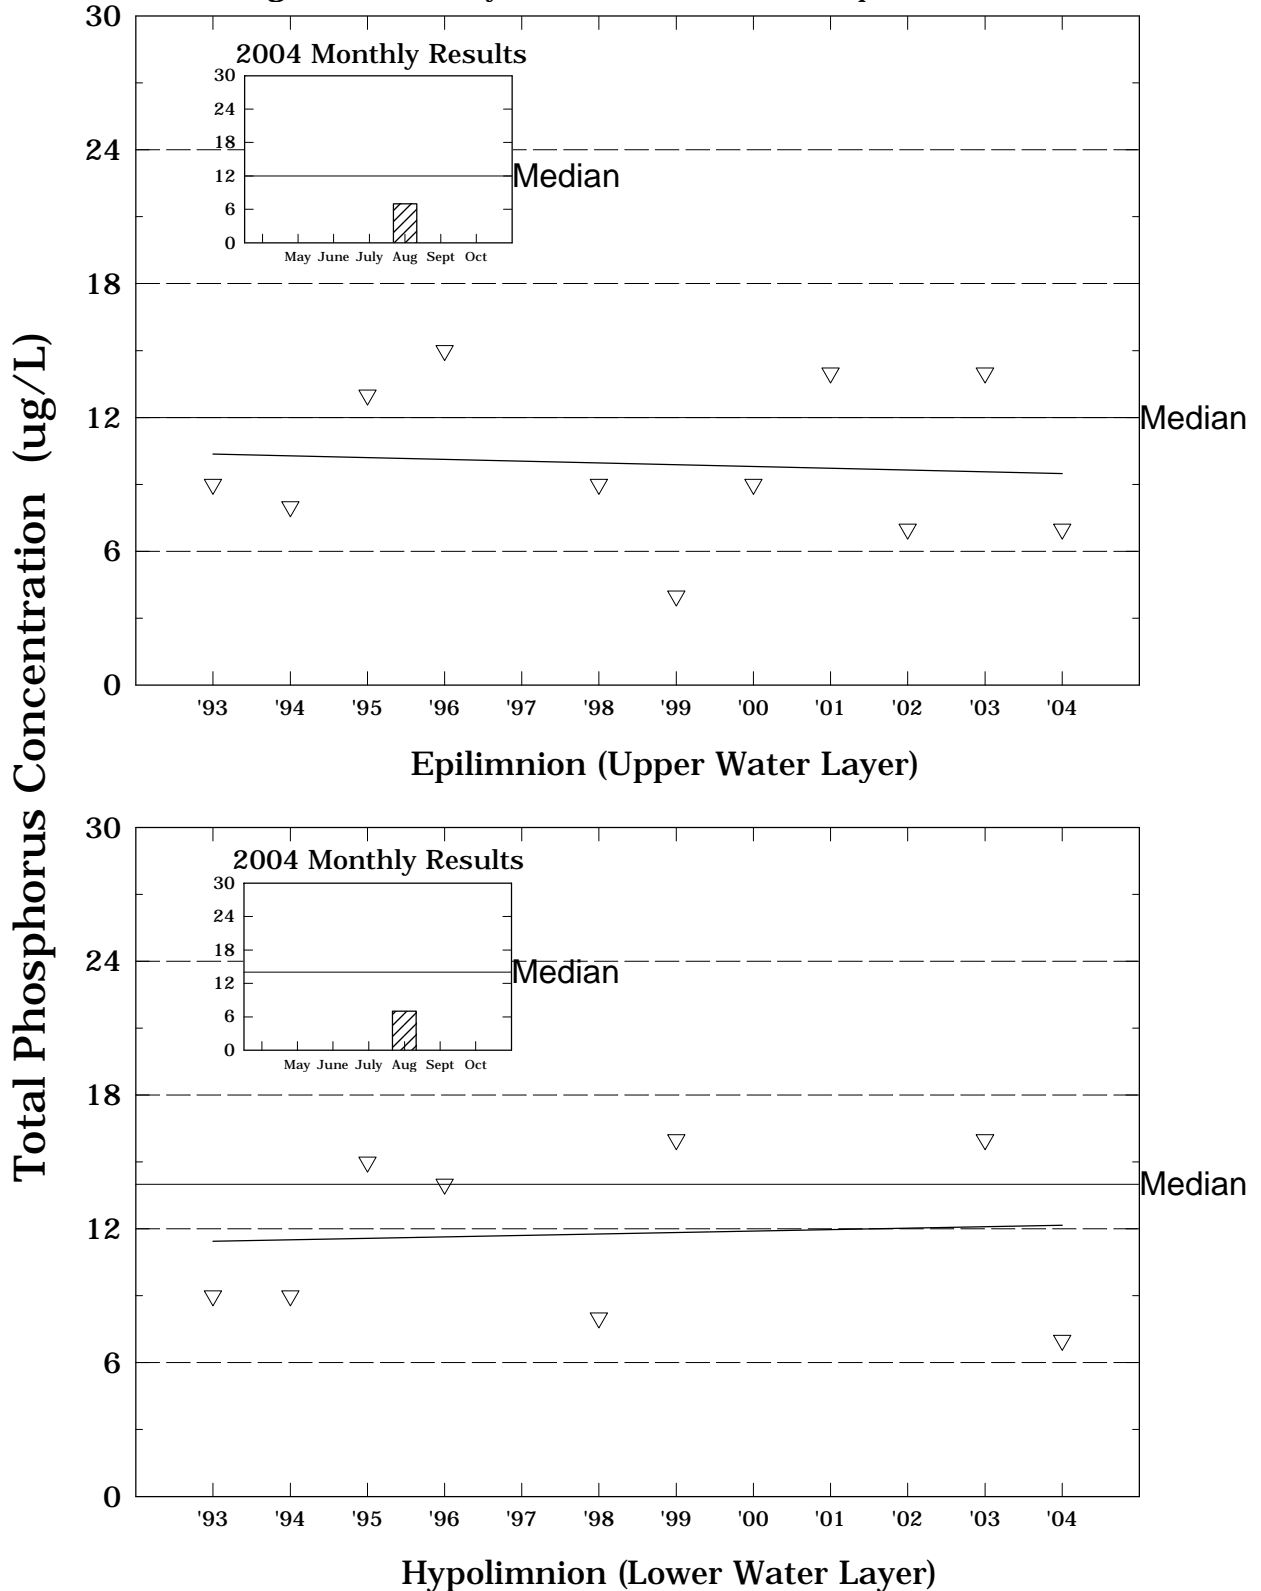 30
2004 Monthly Results
30
24
18
12
6
0
Median
May June July Aug Sept Oct
24
18
12
6
0
Median
'93 '94 '95 '96 '97 '98 '99 '00 '01 '02 '03 '04
Epilimnion (Upper Water Layer)
Total Phosphorus Concentration (ug/L)
30
2004 Monthly Results
30
24
18
12
6
0
Median
May June July Aug Sept Oct
24
18
12
6
0
Median
'93 '94 '95 '96 '97 '98 '99 '00 '01 '02 '03 '04
Hypolimnion (Lower Water Layer)